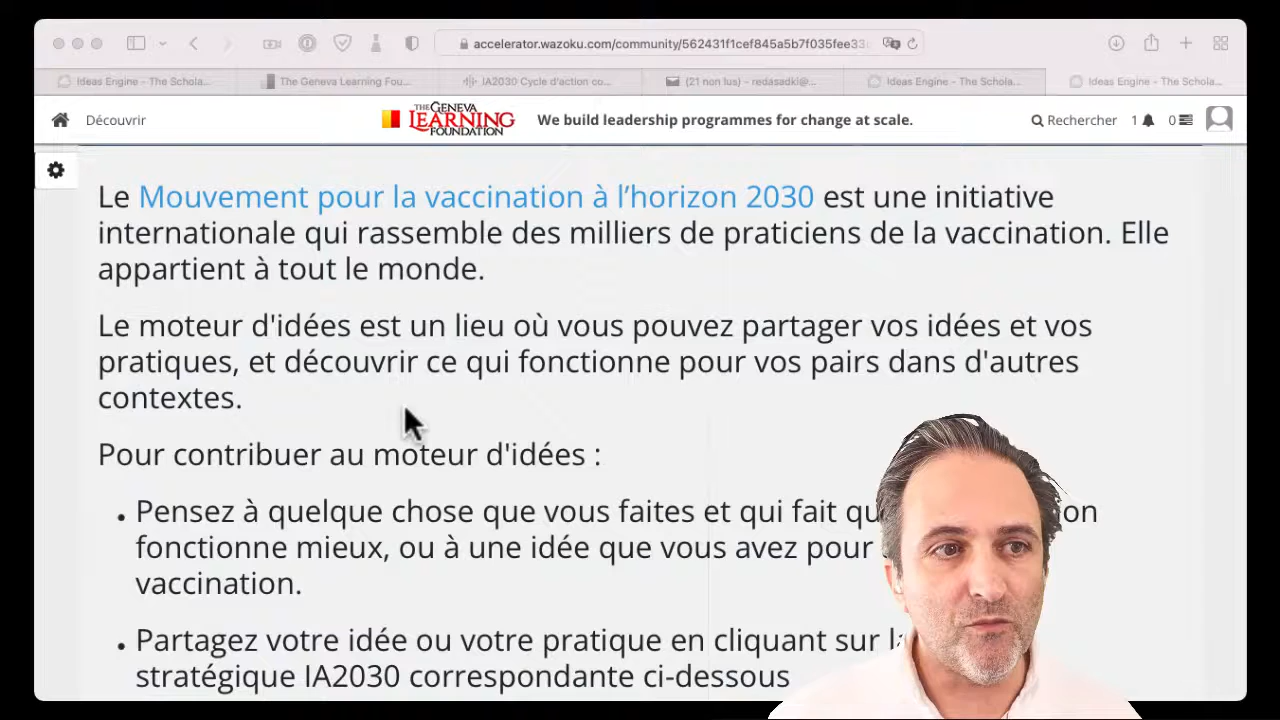 accelerator.wazoku.com/community/562431f1cef845a5b7f035fee33
Ideas Engine - The Schola...
The Geneva Learning Fou...
IA2030 Cycle d'action co...
(21 non lus) - redasadki@...
Ideas Engine - The Schola...
Ideas Engine - The Schola...
Découvrir
THE GENEVA
LEARNING
FOUNDATION
We build leadership programmes for change at scale.
Rechercher
1
0
Le Mouvement pour la vaccination à l’horizon 2030 est une initiative
internationale qui rassemble des milliers de praticiens de la vaccination. Elle
appartient à tout le monde.
Le moteur d'idées est un lieu où vous pouvez partager vos idées et vos
pratiques, et découvrir ce qui fonctionne pour vos pairs dans d'autres
contextes.
Pour contribuer au moteur d'idées :
• Pensez à quelque chose que vous faites et qui fait
fonctionne mieux, ou à une idée que vous avez pour
vaccination.
• Partagez votre idée ou votre pratique en cliquant sur
stratégique IA2030 correspondante ci-dessous